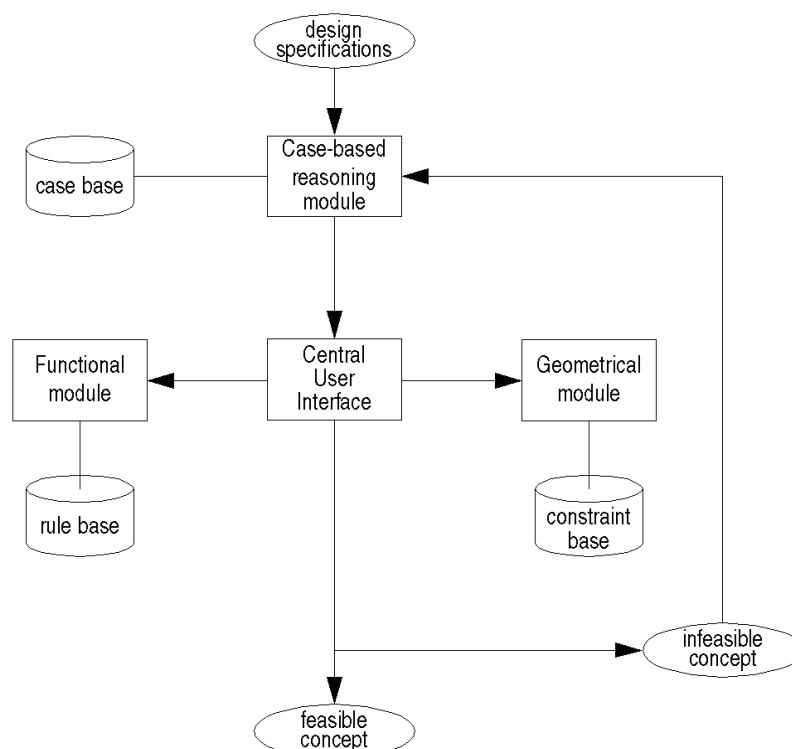 design
specifications
Case-based
reasoning
module
case base
Functional
module
Central
User
Interface
Geometrical
module
rule base
constraint
base
infeasible
concept
feasible
concept